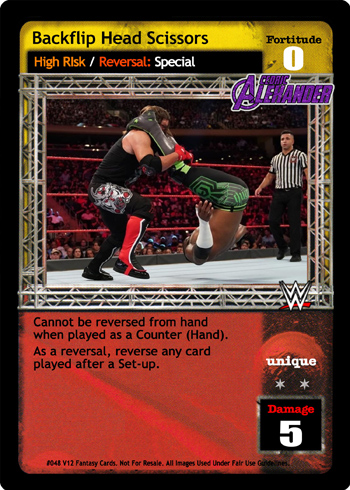 Backflip Head Scissors
Fortitude
0
High Risk / Reversal: Special
CEDRIC
ALEXANDER
W
Cannot be reversed from hand
when played as a Counter (Hand).
As a reversal, reverse any card
played after a Set-up.
unique
Damage
5
#048 V12 Fantasy Cards. Not For Resale. All Images Used Under Fair Use Guidelines.